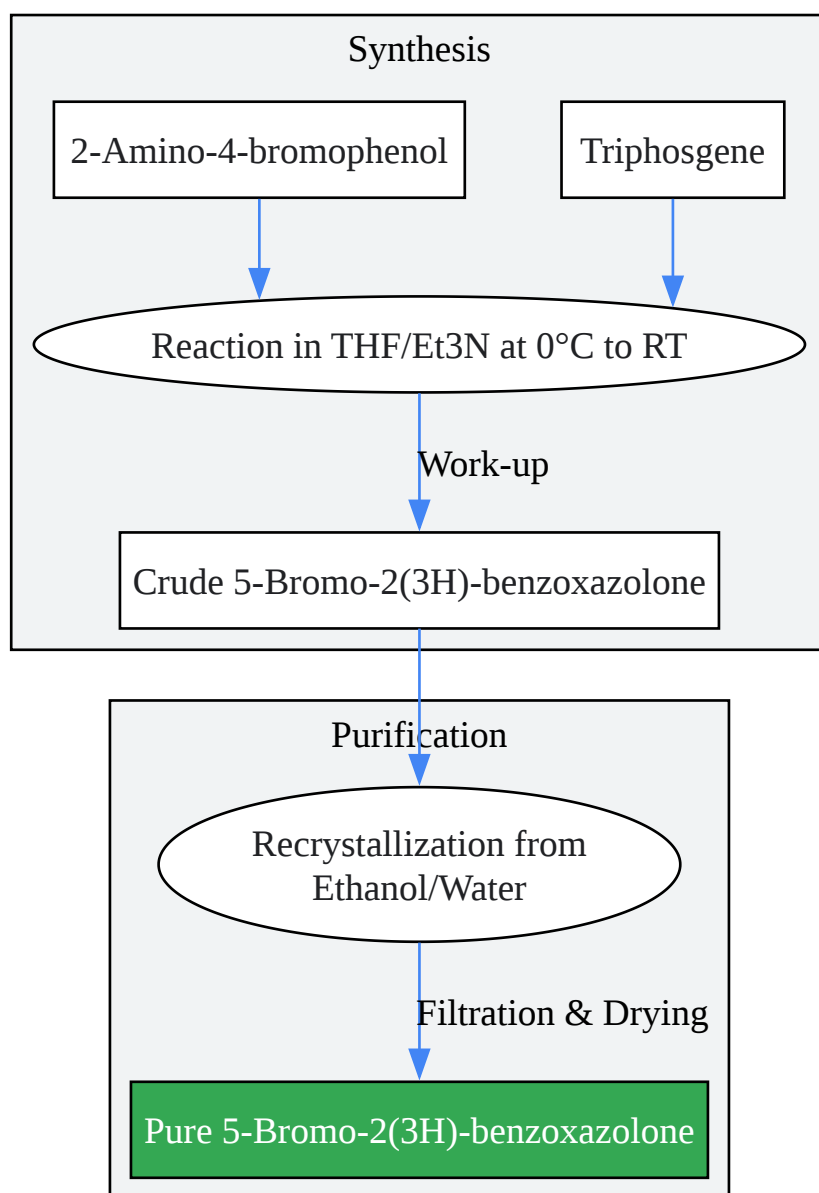 Synthesis
2-Amino-4-bromophenol
Triphosgene
Reaction in THF/Et3N at 0°C to RT
Work-up
Crude 5-Bromo-2(3H)-benzoxazolone
Purification
Recrystallization from
Ethanol/Water
Filtration & Drying
Pure 5-Bromo-2(3H)-benzoxazolone